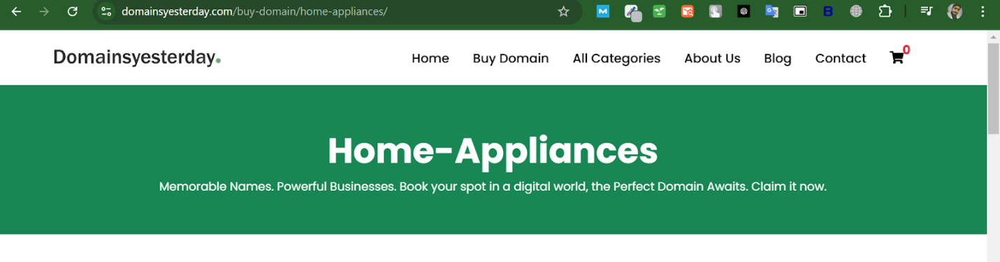 domainsyesterday.com/buy-domain/home-appliances/
Domainsyesterday.
Home Buy Domain All Categories About Us Blog Contact 0
Home-Appliances
Memorable Names. Powerful Businesses. Book your spot in a digital world, the Perfect Domain Awaits. Claim it now.